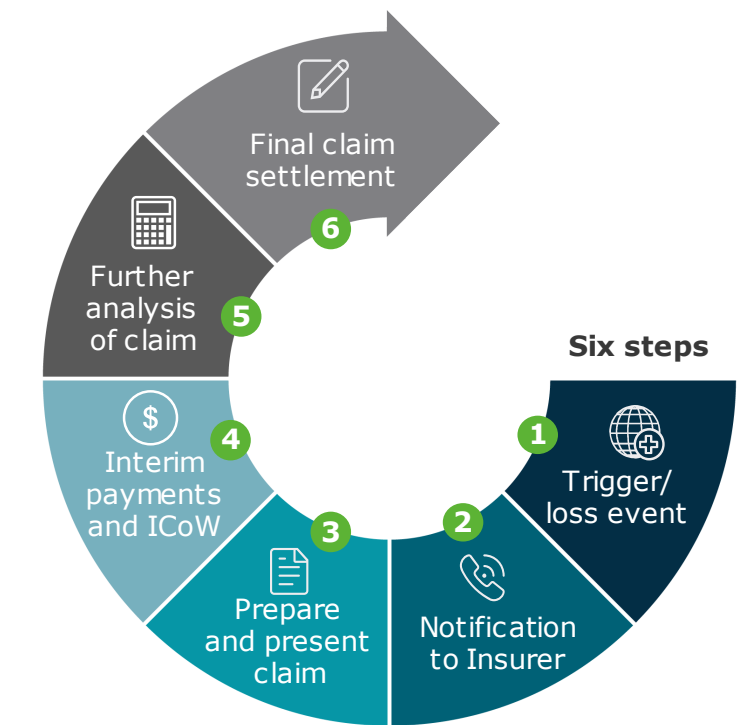 Six steps
1
Trigger/
loss event
2
Notification
to Insurer
3
Prepare
and present
claim
4
$
Interim
payments
and ICoW
5
Further
analysis
of claim
6
Final claim
settlement